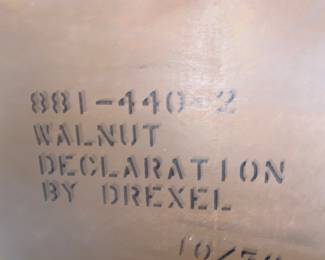 881-440-2
WALNUT
DECLARATION
BY DREXEL